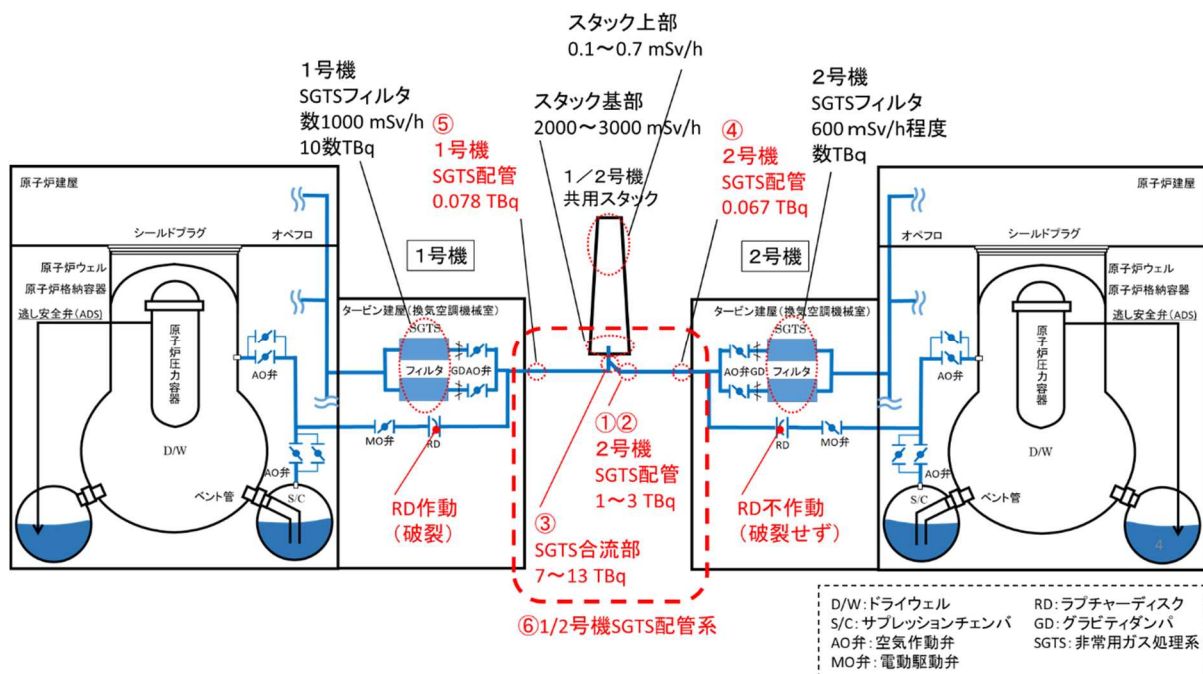 スタック上部
0.1～0.7 mSv/h
1号機
SGTSフィルタ
数1000 mSv/h
10数TBq
スタック基部
2000～3000 mSv/h
2号機
SGTSフィルタ
600 mSv/h程度
数TBq
⑤
1号機
SGTS配管
0.078 TBq
④
2号機
SGTS配管
0.067 TBq
1／2号機
共用スタック
原子炉建屋
シールドプラグ
オペフロ
原子炉ウェル
原子炉格納容器
逃し安全弁(ADS)
原子炉圧力容器
AO弁
D/W
AO弁
ベント管
S/C
1号機
タービン建屋(換気空調機械室)
SGTS
フィルタ
GD
AO弁
MO弁
RD
RD作動
(破裂)
①②
2号機
SGTS配管
1～3 TBq
③
SGTS合流部
7～13 TBq
⑥1/2号機SGTS配管系
2号機
タービン建屋(換気空調機械室)
SGTS
AO弁
GD
フィルタ
RD
MO弁
RD不作動
(破裂せず)
原子炉建屋
オペフロ
シールドプラグ
原子炉ウェル
原子炉格納容器
逃し安全弁(ADS)
原子炉圧力容器
AO弁
D/W
AO弁
S/C
ベント管
4
D/W:ドライウェル
S/C:サプレッションチェンバ
AO弁:空気作動弁
MO弁:電動駆動弁
RD:ラプチャーディスク
GD:グラビティダンパ
SGTS:非常用ガス処理系